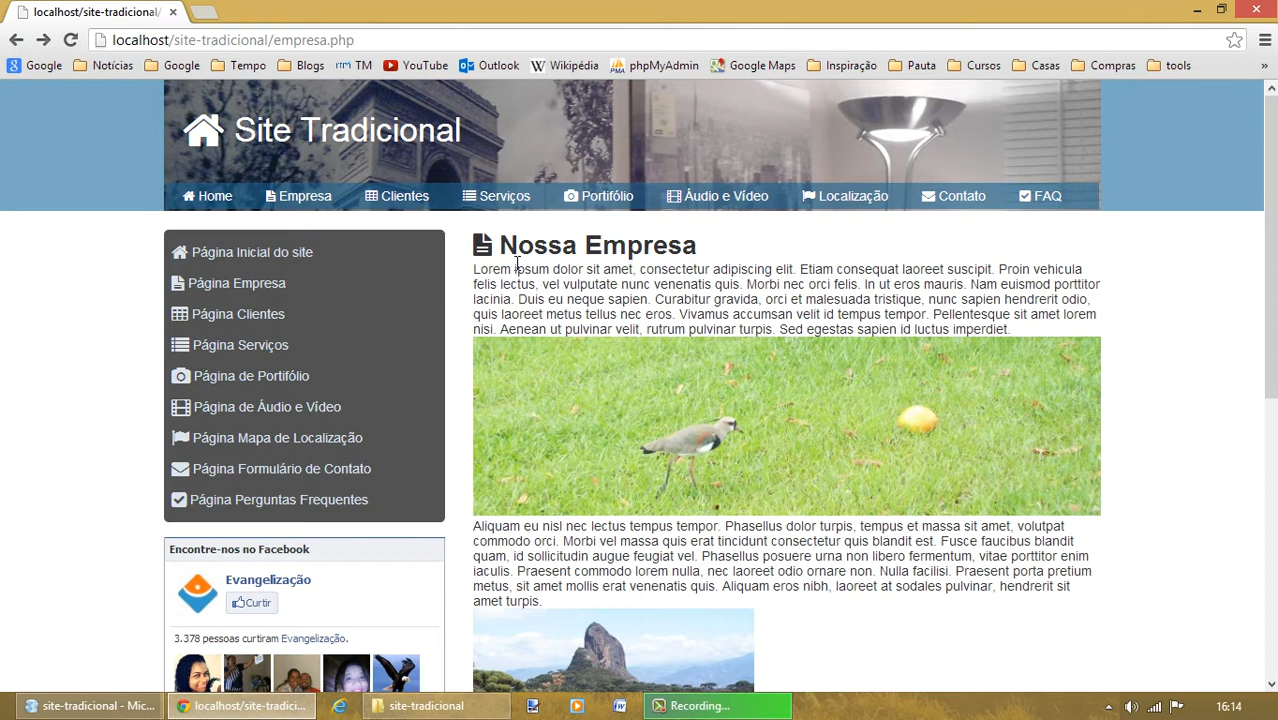 localhost/site-tradicional/
localhost/site-tradicional/empresa.php
Google Notícias Google Tempo Blogs TM YouTube Outlook Wikipédia phpMyAdmin Google Maps Inspiração Pauta Cursos Casas Compras tools »
Site Tradicional
Home Empresa Clientes Serviços Portifólio Áudio e Vídeo Localização Contato FAQ
Página Inicial do site
Página Empresa
Página Clientes
Página Serviços
Página de Portifólio
Página de Áudio e Vídeo
Página Mapa de Localização
Página Formulário de Contato
Página Perguntas Frequentes
Encontre-nos no Facebook
Evangelização
Curtir
3.378 pessoas curtiram Evangelização.
Nossa Empresa
Lorem ipsum dolor sit amet, consectetur adipiscing elit. Etiam consequat laoreet suscipit. Proin vehicula
felis lectus, vel vulputate nunc venenatis quis. Morbi nec orci felis. In ut eros mauris. Nam euismod porttitor
lacinia. Duis eu neque sapien. Curabitur gravida, orci et malesuada tristique, nunc sapien hendrerit odio,
quis laoreet metus tellus nec eros. Vivamus accumsan velit id tempus tempor. Pellentesque sit amet lorem
nisi. Aenean ut pulvinar velit, rutrum pulvinar turpis. Sed egestas sapien id luctus imperdiet.
Aliquam eu nisl nec lectus tempus tempor. Phasellus dolor turpis, tempus et massa sit amet, volutpat
commodo orci. Morbi vel massa quis erat tincidunt consectetur quis blandit est. Fusce faucibus blandit
quam, id sollicitudin augue feugiat vel. Phasellus posuere urna non libero fermentum, vitae porttitor enim
iaculis. Praesent commodo lorem nulla, nec laoreet odio ornare non. Nulla facilisi. Praesent porta pretium
metus, sit amet mollis erat venenatis quis. Aliquam eros nibh, laoreet at sodales pulvinar, hendrerit sit
amet turpis.
site-tradicional - Mic... localhost/site-tradici... site-tradicional Recording... 16:14